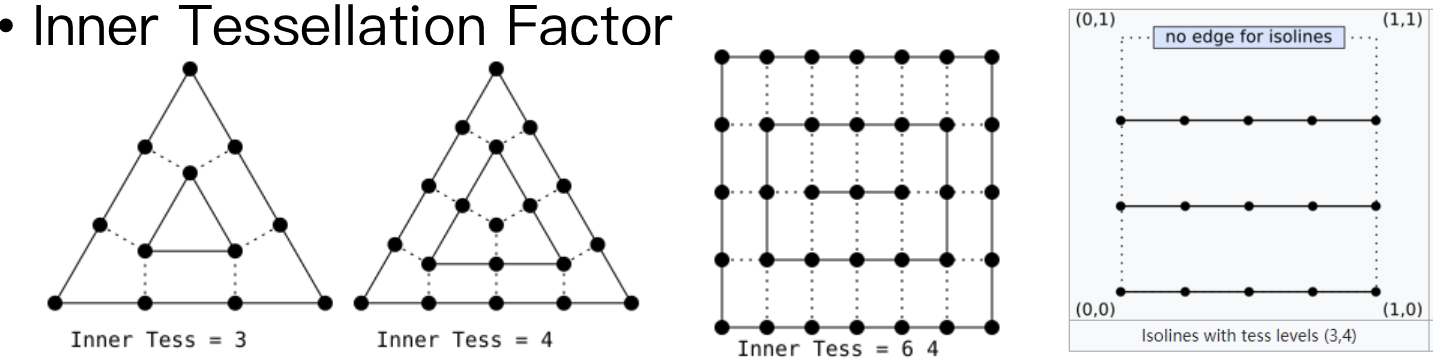 • Inner Tessellation Factor
Inner Tess = 3
Inner Tess = 4
Inner Tess = 6 4
(0,1)
(1,1)
no edge for isolines
(0,0)
(1,0)
Isolines with tess levels (3,4)